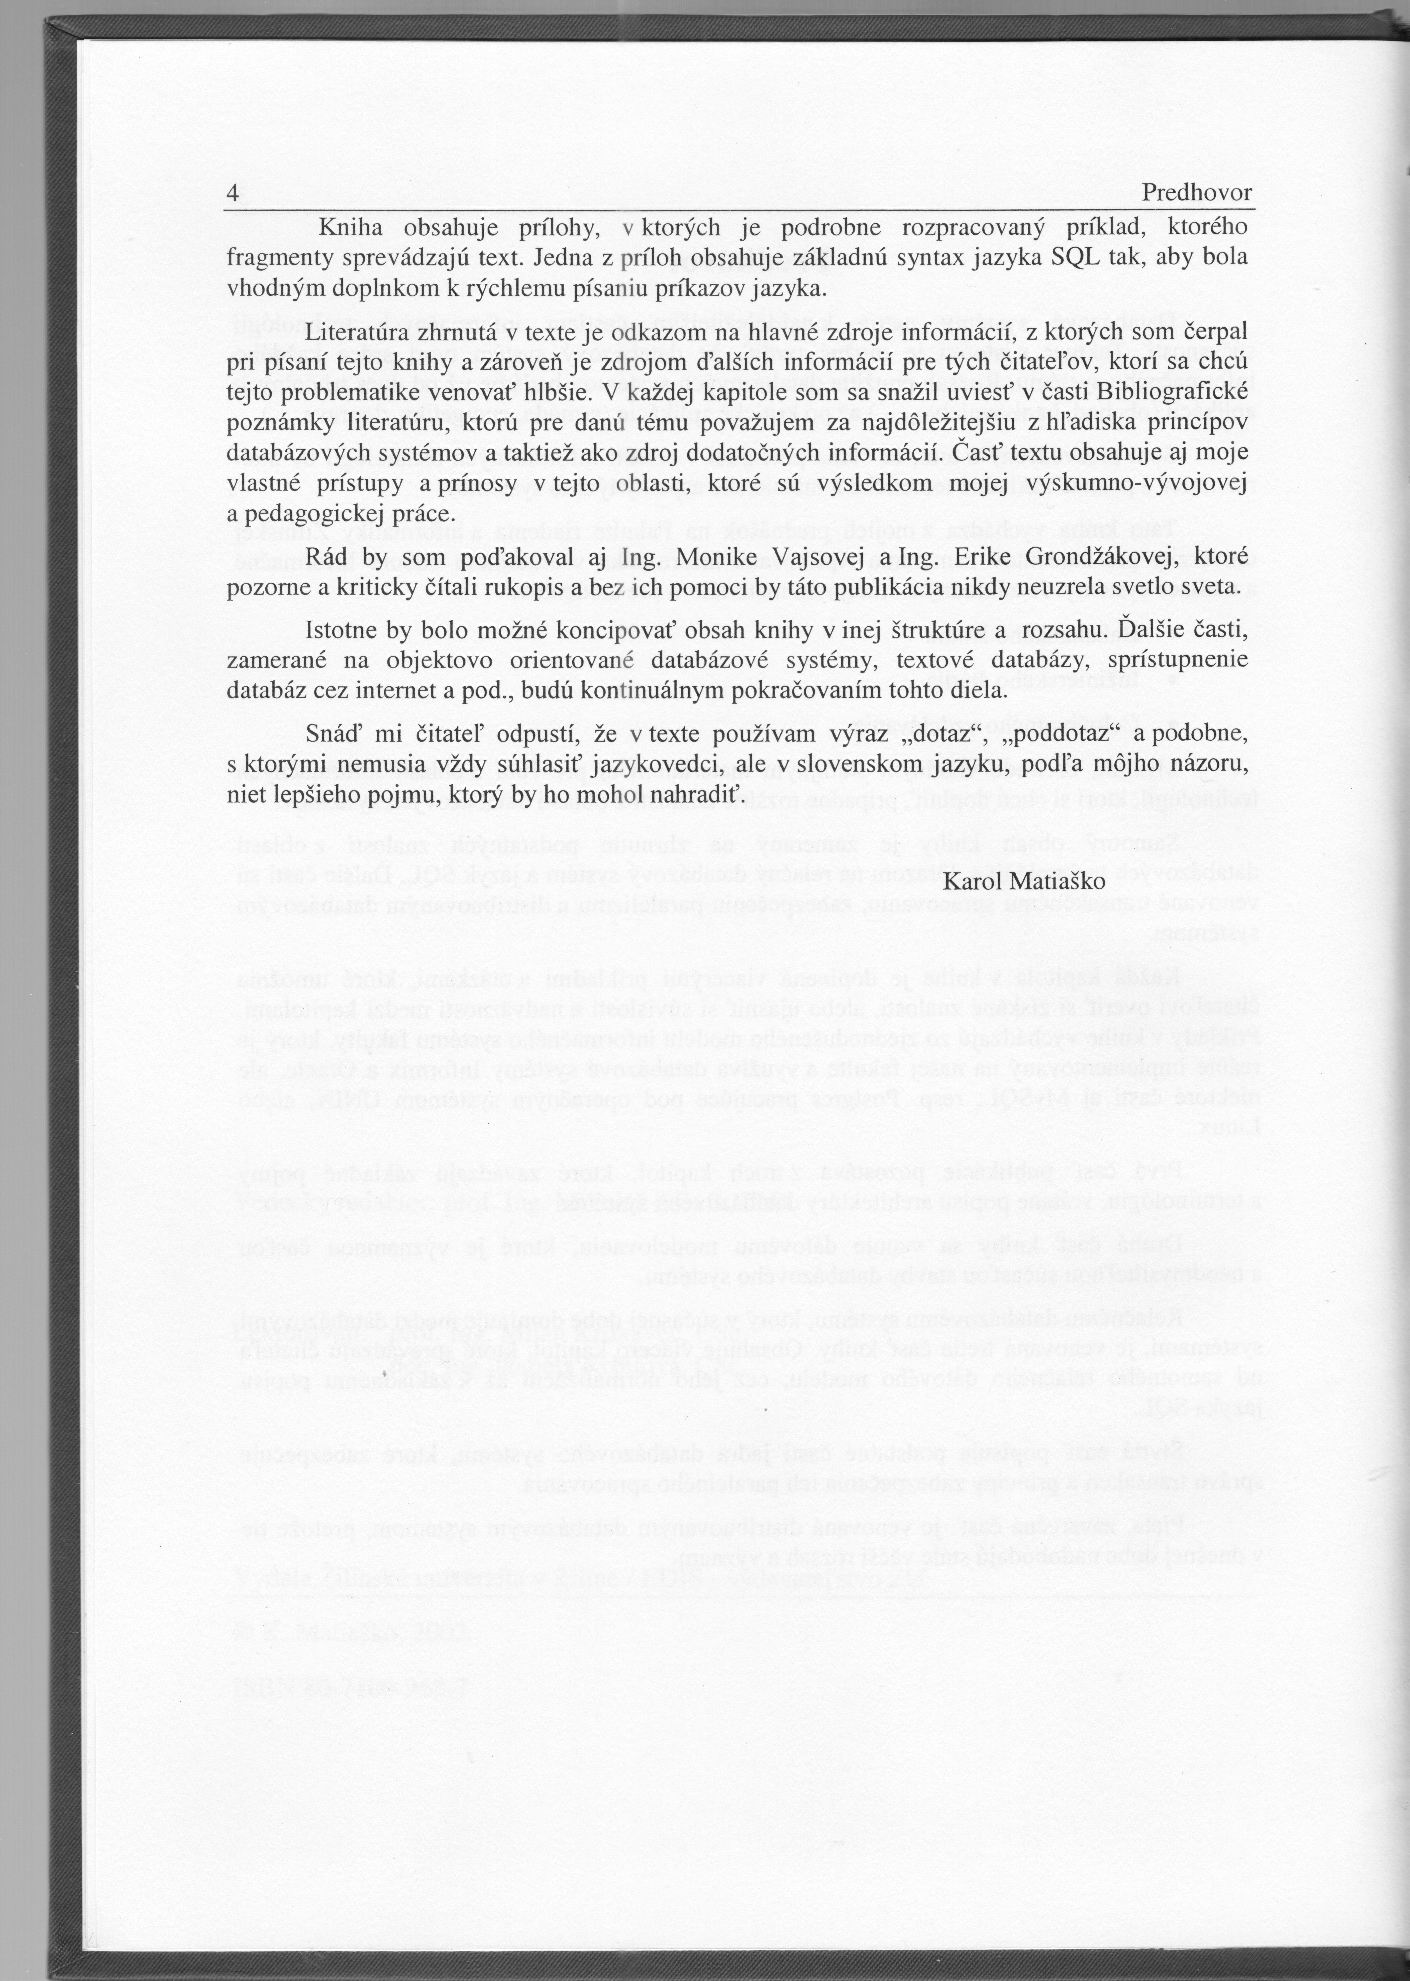 4 Predhovor
Kniha obsahuje prílohy, v ktorých je podrobne rozpracovaný príklad, ktorého
fragmenty sprevádzajú text. Jedna z príloh obsahuje základnú syntax jazyka SQL tak, aby bola
vhodným doplnkom k rýchlemu písaniu príkazov jazyka.
Literatúra zhrnutá v texte je odkazom na hlavné zdroje informácií, z ktorých som čerpal
pri písaní tejto knihy a zároveň je zdrojom ďalších informácií pre tých čitateľov, ktorí sa chcú
tejto problematike venovať hlbšie. V každej kapitole som sa snažil uviesť v časti Bibliografické
poznámky literatúru, ktorú pre danú tému považujem za najdôležitejšiu z hľadiska princípov
databázových systémov a taktiež ako zdroj dodatočných informácií. Časť textu obsahuje aj moje
vlastné prístupy a prínosy v tejto oblasti, ktoré sú výsledkom mojej výskumno-vývojovej
a pedagogickej práce.
Rád by som poďakoval aj Ing. Monike Vajsovej a Ing. Erike Grondžákovej, ktoré
pozorne a kriticky čítali rukopis a bez ich pomoci by táto publikácia nikdy neuzrela svetlo sveta.
Istotne by bolo možné koncipovať obsah knihy v inej štruktúre a rozsahu. Ďalšie časti,
zamerané na objektovo orientované databázové systémy, textové databázy, sprístupnenie
databáz cez internet a pod., budú kontinuálnym pokračovaním tohto diela.
Snáď mi čitateľ odpustí, že v texte používam výraz „dotaz“, „poddotaz“ a podobne,
s ktorými nemusia vždy súhlasiť jazykovedci, ale v slovenskom jazyku, podľa môjho názoru,
niet lepšieho pojmu, ktorý by ho mohol nahradiť.
Karol Matiaško